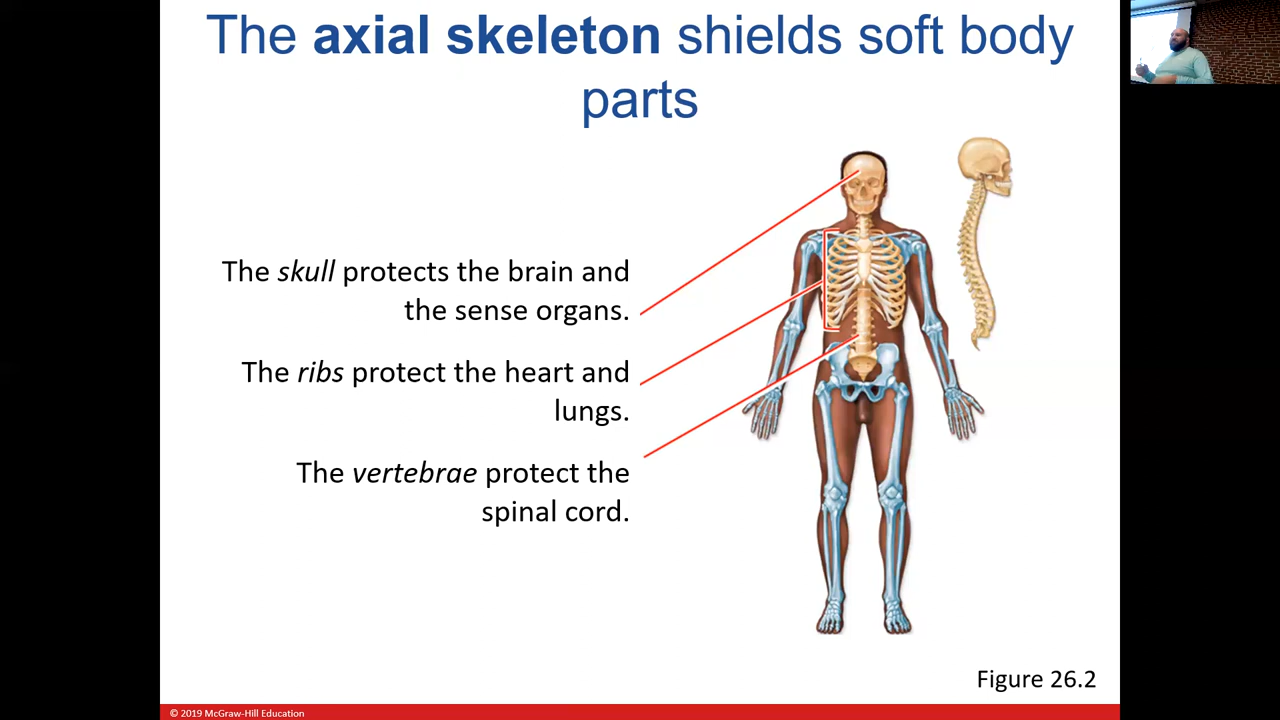 The axial skeleton shields soft body
parts
The skull protects the brain and
the sense organs.
The ribs protect the heart and
lungs.
The vertebrae protect the
spinal cord.
Figure 26.2
© 2019 McGraw-Hill Education